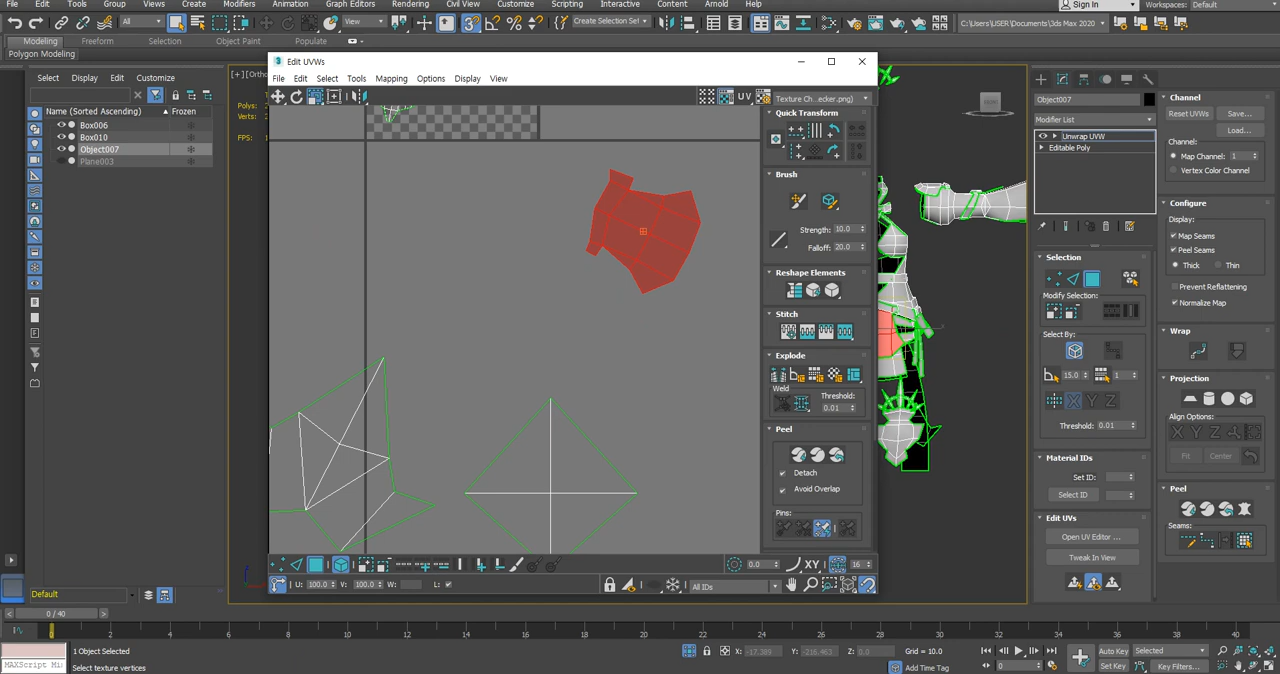 File Edit Tools Group Views Create Modifiers Animation Graph Editors Rendering Civil View Customize Scripting Interactive Content Arnold Help Sign In Workspaces: Default
All View Create Selection Set C:\Users\USER\Documents\3ds Max 2020
Modeling Freeform Selection Object Paint Populate
Polygon Modeling
Select Display Edit Customize
Name (Sorted Ascending) Frozen
Box006
Box010
Object007
Plane003
Default
Edit UVWs
File Edit Select Tools Mapping Options Display View
UV Texture Ch...ecker.png)
Quick Transform
Brush
Strength: 10.0
Falloff: 20.0
Reshape Elements
Stitch
Explode
Weld Threshold:
0.01
Peel
Detach
Avoid Overlap
Pins:
0.0 XY 16
U: 100.0 V: 100.0 W: L: All IDs
Object007
Modifier List
Unwrap UVW
Editable Poly
Selection
Modify Selection:
Select By:
15.0 1
X Y Z
Threshold: 0.01
Material IDs
Set ID:
Select ID
Edit UVs
Open UV Editor ...
Tweak In View
Channel
Reset UVWs Save...
Load...
Channel:
Map Channel: 1
Vertex Color Channel
Configure
Display:
Map Seams
Peel Seams
Thick Thin
Prevent Reflattening
Normalize Map
Wrap
Projection
Align Options:
X Y Z
Fit Center
Peel
Seams:
0 / 40
0 2 4 6 8 10 12 14 16 18 20 22 24 26 28 30 32 34 36 38 40
MAXScript Mi
1 Object Selected
Select texture vertices
X: -17.389 Y: -216.463 Z: 0.0 Grid = 10.0
Add Time Tag
0
Auto Key Selected
Set Key Key Filters...